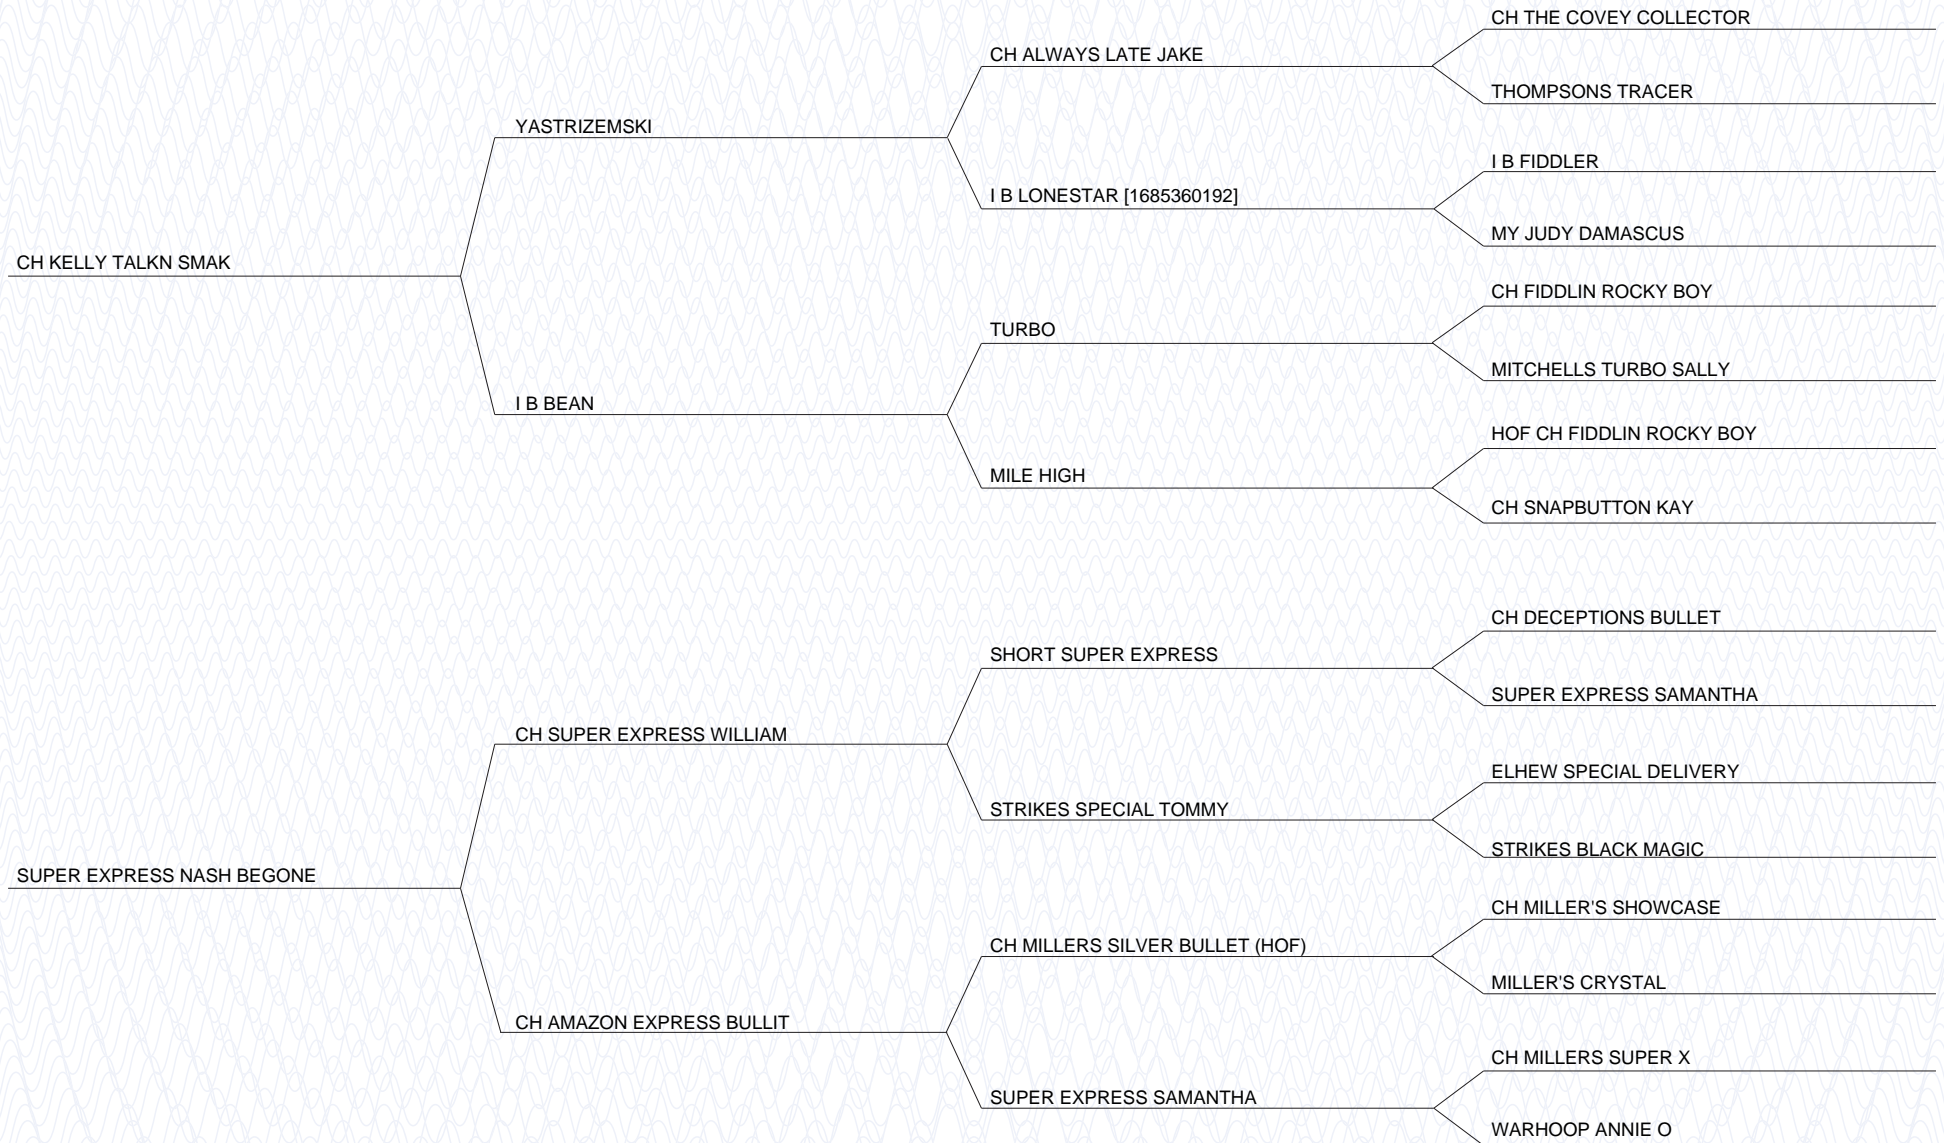 CH THE COVEY COLLECTOR
CH ALWAYS LATE JAKE
THOMPSONS TRACER
YASTRIZEMSKI
I B FIDDLER
I B LONESTAR [1685360192]
MY JUDY DAMASCUS
CH KELLY TALKN SMAK
CH FIDDLIN ROCKY BOY
TURBO
MITCHELLS TURBO SALLY
I B BEAN
HOF CH FIDDLIN ROCKY BOY
MILE HIGH
CH SNAPBUTTON KAY
CH DECEPTIONS BULLET
SHORT SUPER EXPRESS
SUPER EXPRESS SAMANTHA
CH SUPER EXPRESS WILLIAM
ELHEW SPECIAL DELIVERY
STRIKES SPECIAL TOMMY
STRIKES BLACK MAGIC
SUPER EXPRESS NASH BEGONE
CH MILLER'S SHOWCASE
CH MILLERS SILVER BULLET (HOF)
MILLER'S CRYSTAL
CH AMAZON EXPRESS BULLIT
CH MILLERS SUPER X
SUPER EXPRESS SAMANTHA
WARHOOP ANNIE O